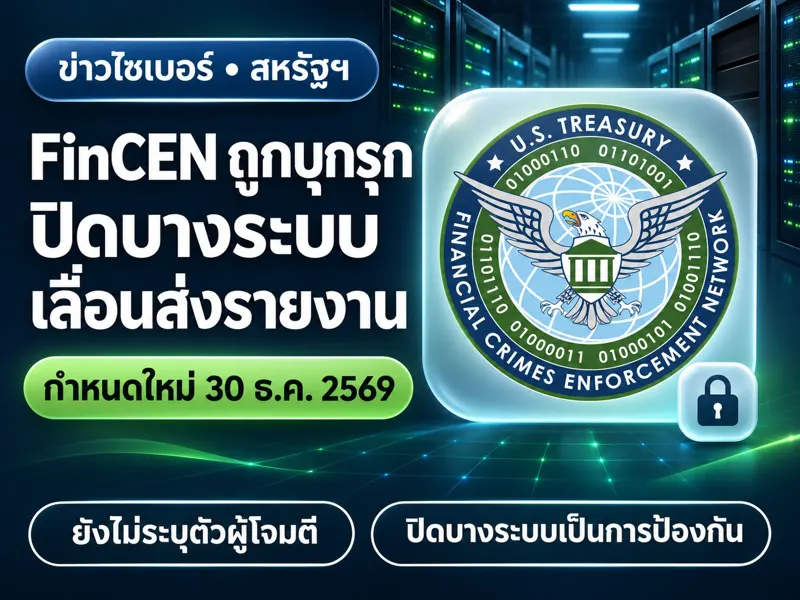 ข่าวไซเบอร์ • สหรัฐฯ
FinCEN ถูกบุกรุก
ปิดบางระบบ
เลื่อนส่งรายงาน
กำหนดใหม่ 30 ธ.ค. 2569
U.S. TREASURY
01000110 01101001
01101110
01000011 01000101
01001110
FINANCIAL CRIMES ENFORCEMENT NETWORK
ยังไม่ระบุตัวผู้โจมตี
ปิดบางระบบเป็นการป้องกัน